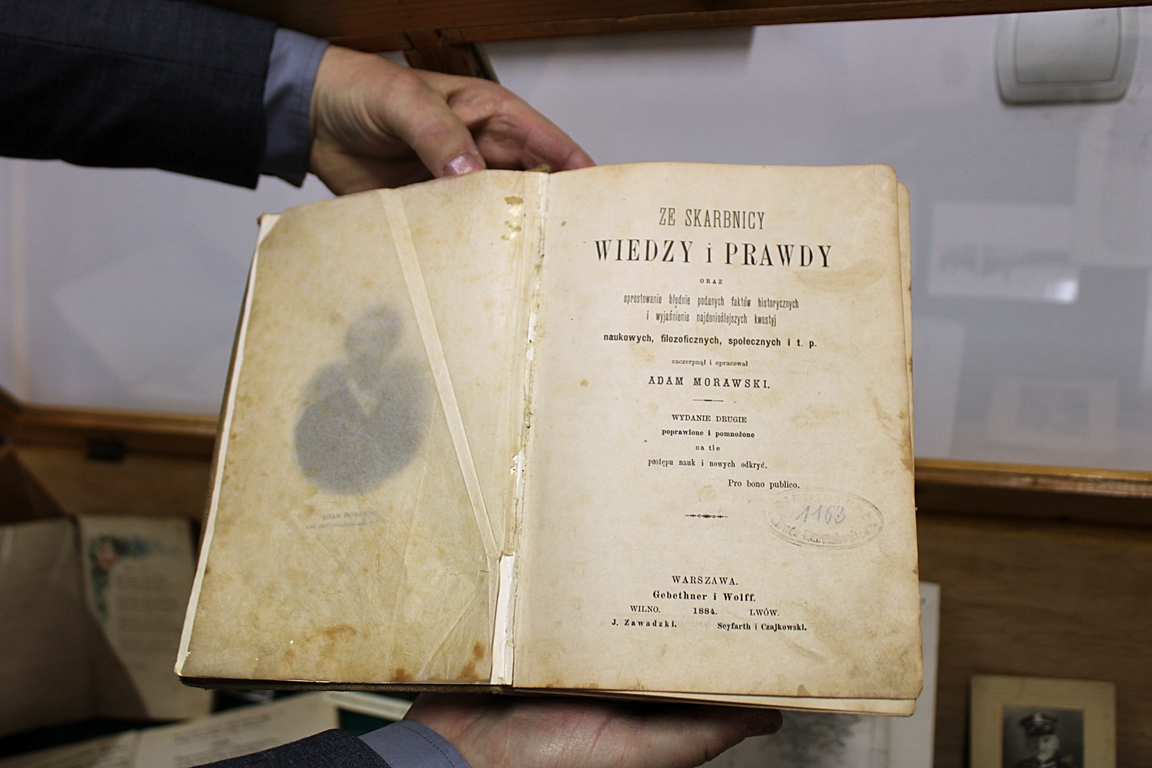 ADAM MORAWSKI
ZE SKARBNICY
WIEDZY i PRAWDY
ORAZ
sprostowanie błędnie podanych faktów historycznych
i wyjaśnienie najdonioślejszych kwestyj
naukowych, filozoficznych, społecznych i t. p.
zaczerpnął i opracował
ADAM MORAWSKI.
WYDANIE DRUGIE
poprawione i pomnożone
na tle
postępu nauk i nowych odkryć.
Pro bono publico.
1163
WARSZAWA.
Gebethner i Wolff.
WILNO. 1884. LWÓW.
J. Zawadzki. Seyfarth i Czajkowski.